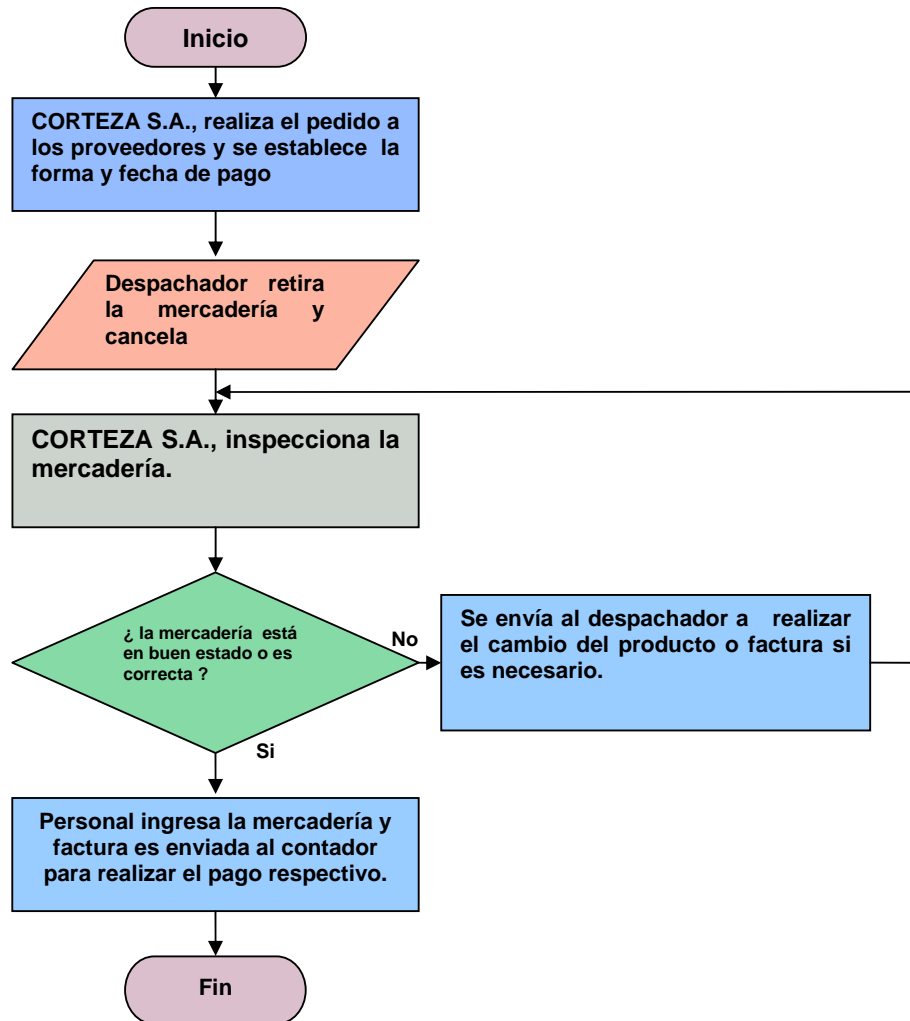 Inicio
CORTEZA S.A., realiza el pedido a
los proveedores y se establece la
forma y fecha de pago
Despachador retira
la mercadería y
cancela
CORTEZA S.A., inspecciona la
mercadería.
¿ la mercadería está
en buen estado o es
correcta ?
No
Se envía al despachador a realizar
el cambio del producto o factura si
es necesario.
Si
Personal ingresa la mercadería y
factura es enviada al contador
para realizar el pago respectivo.
Fin